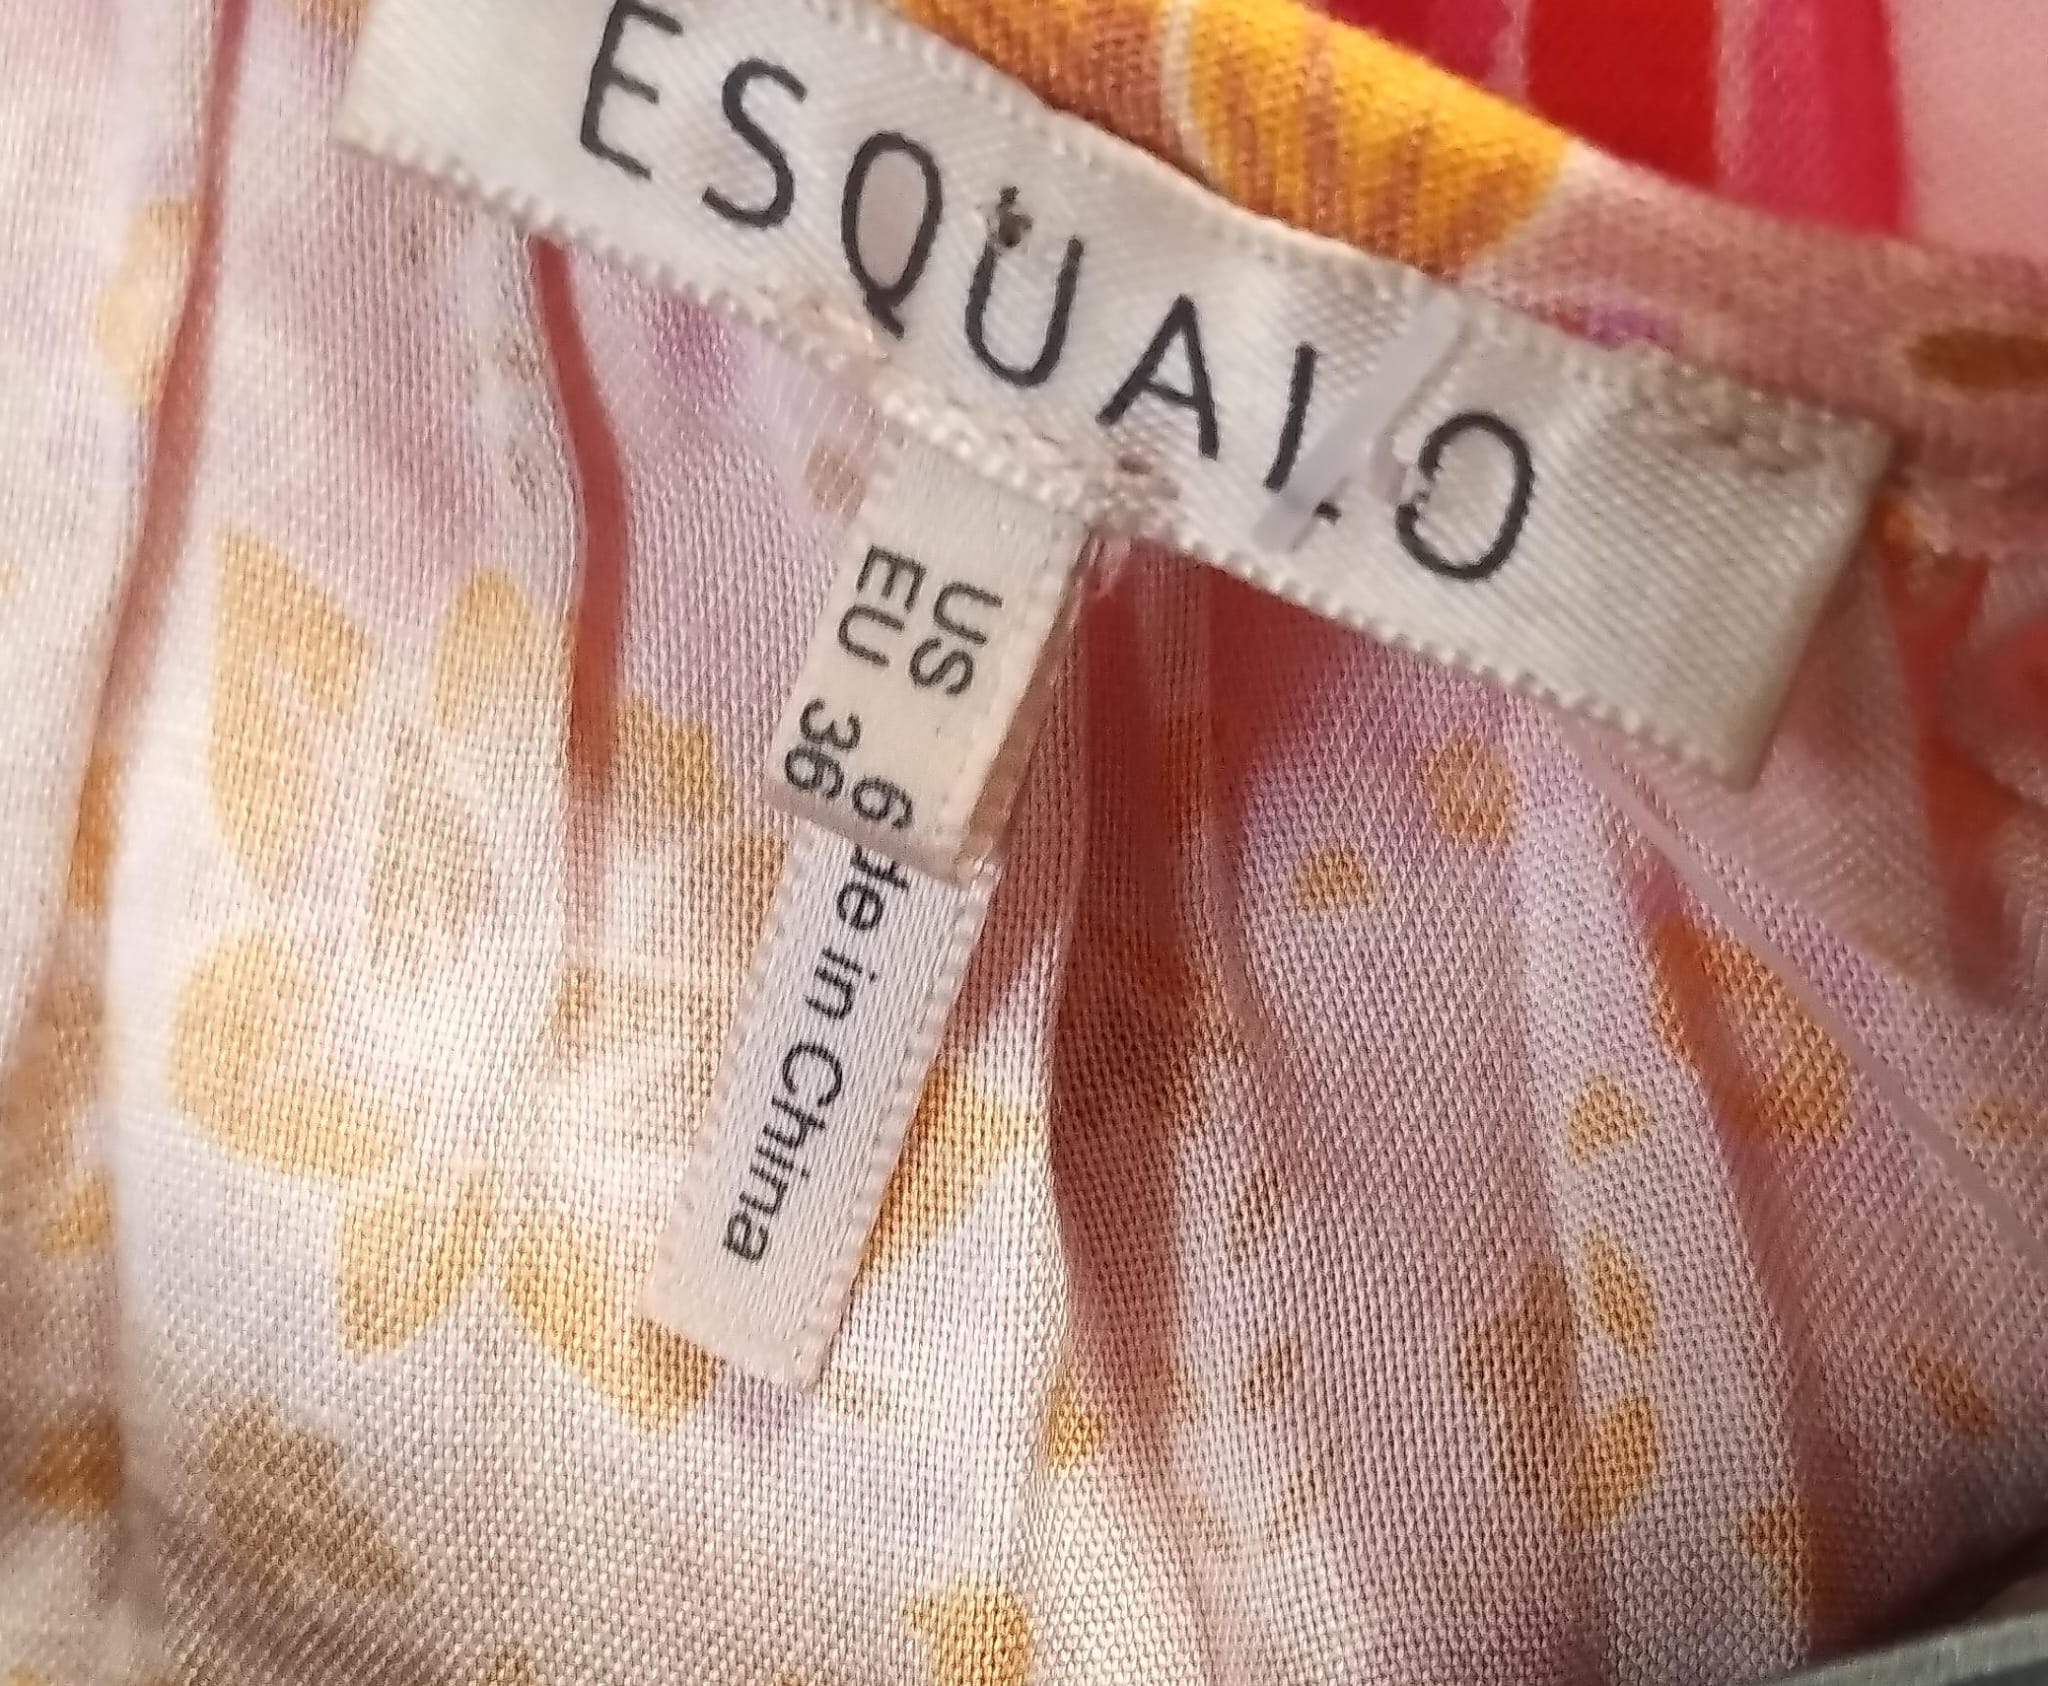 ESQUALO
US 6
EU 36
de in China